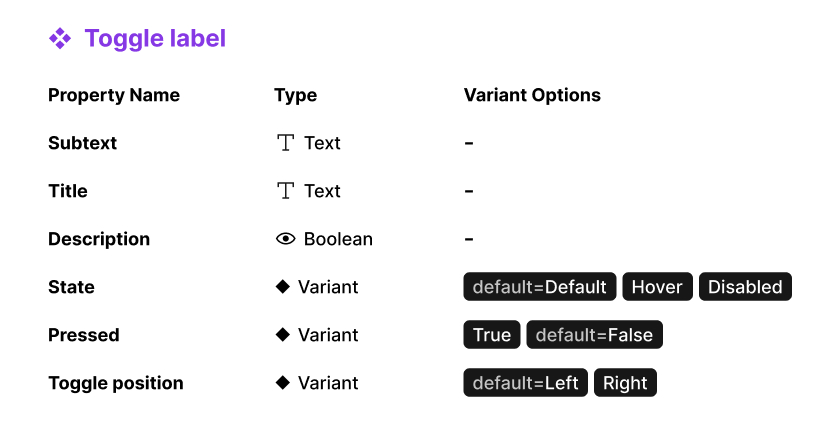 Toggle label
Property Name Type Variant Options
Subtext Text -
Title Text -
Description Boolean -
State Variant default=Default Hover Disabled
Pressed Variant True default=False
Toggle position Variant default=Left Right